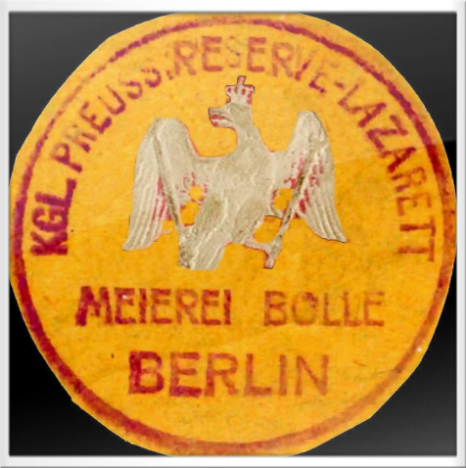 KGL. PREUSS. RESERVE-LAZARETT
MEIEREI BOLLE
BERLIN